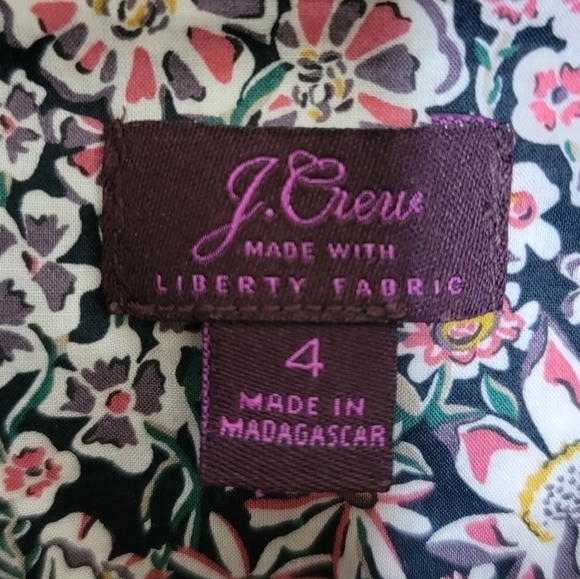 J.Crew
MADE WITH
LIBERTY FABRIC
4
MADE IN
MADAGASCAR